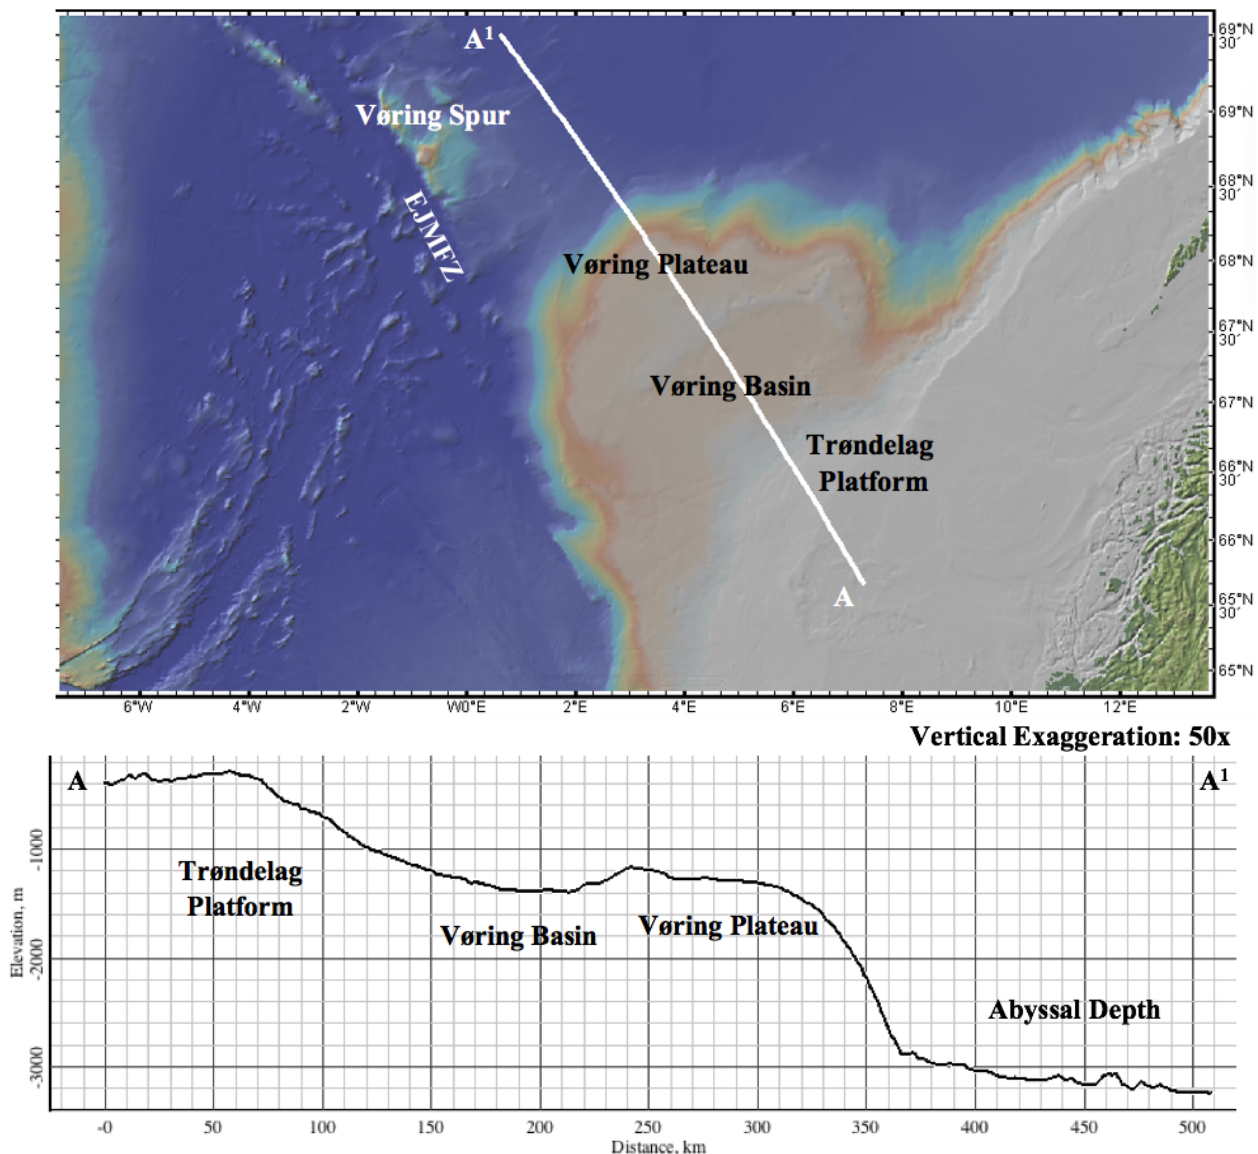 A¹
Vøring Spur
EJMFZ
Vøring Plateau
Vøring Basin
Trøndelag
Platform
A
69°N
30´
69°N
68°N
30´
68°N
67°N
30´
67°N
66°N
30´
66°N
65°N
30´
65°N
6°W
4°W
2°W
W0°E
2°E
4°E
6°E
8°E
10°E
12°E
Vertical Exaggeration: 50x
A
A¹
Elevation, m
-1000
-2000
-3000
Trøndelag
Platform
Vøring Basin
Vøring Plateau
Abyssal Depth
-0
50
100
150
200
250
300
350
400
450
500
Distance, km